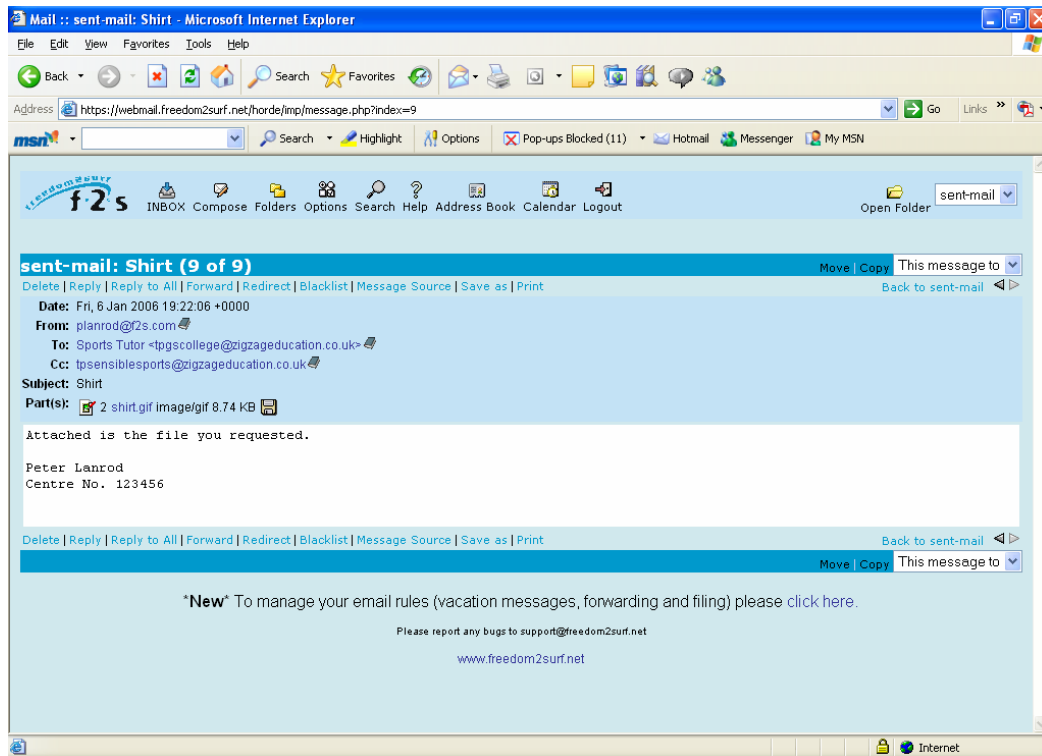 Mail :: sent-mail: Shirt - Microsoft Internet Explorer
File Edit View Favorites Tools Help
Back Search Favorites
Address https://webmail.freedom2surf.net/horde/imp/message.php?index=9 Go Links »
msn Search Highlight Options Pop-ups Blocked (11) Hotmail Messenger My MSN
freedom2surf
f·2·s INBOX Compose Folders Options Search Help Address Book Calendar Logout Open Folder sent-mail
sent-mail: Shirt (9 of 9) Move | Copy This message to
Delete | Reply | Reply to All | Forward | Redirect | Blacklist | Message Source | Save as | Print Back to sent-mail
Date: Fri, 6 Jan 2006 19:22:06 +0000
From: planrod@f2s.com
To: Sports Tutor <tpgscollege@zigzageducation.co.uk>
Cc: tpsensiblesports@zigzageducation.co.uk
Subject: Shirt
Part(s): 2 shirt.gif image/gif 8.74 KB
Attached is the file you requested.
Peter Lanrod
Centre No. 123456
Delete | Reply | Reply to All | Forward | Redirect | Blacklist | Message Source | Save as | Print Back to sent-mail
Move | Copy This message to
*New* To manage your email rules (vacation messages, forwarding and filing) please click here.
Please report any bugs to support@freedom2surf.net
www.freedom2surf.net
Internet